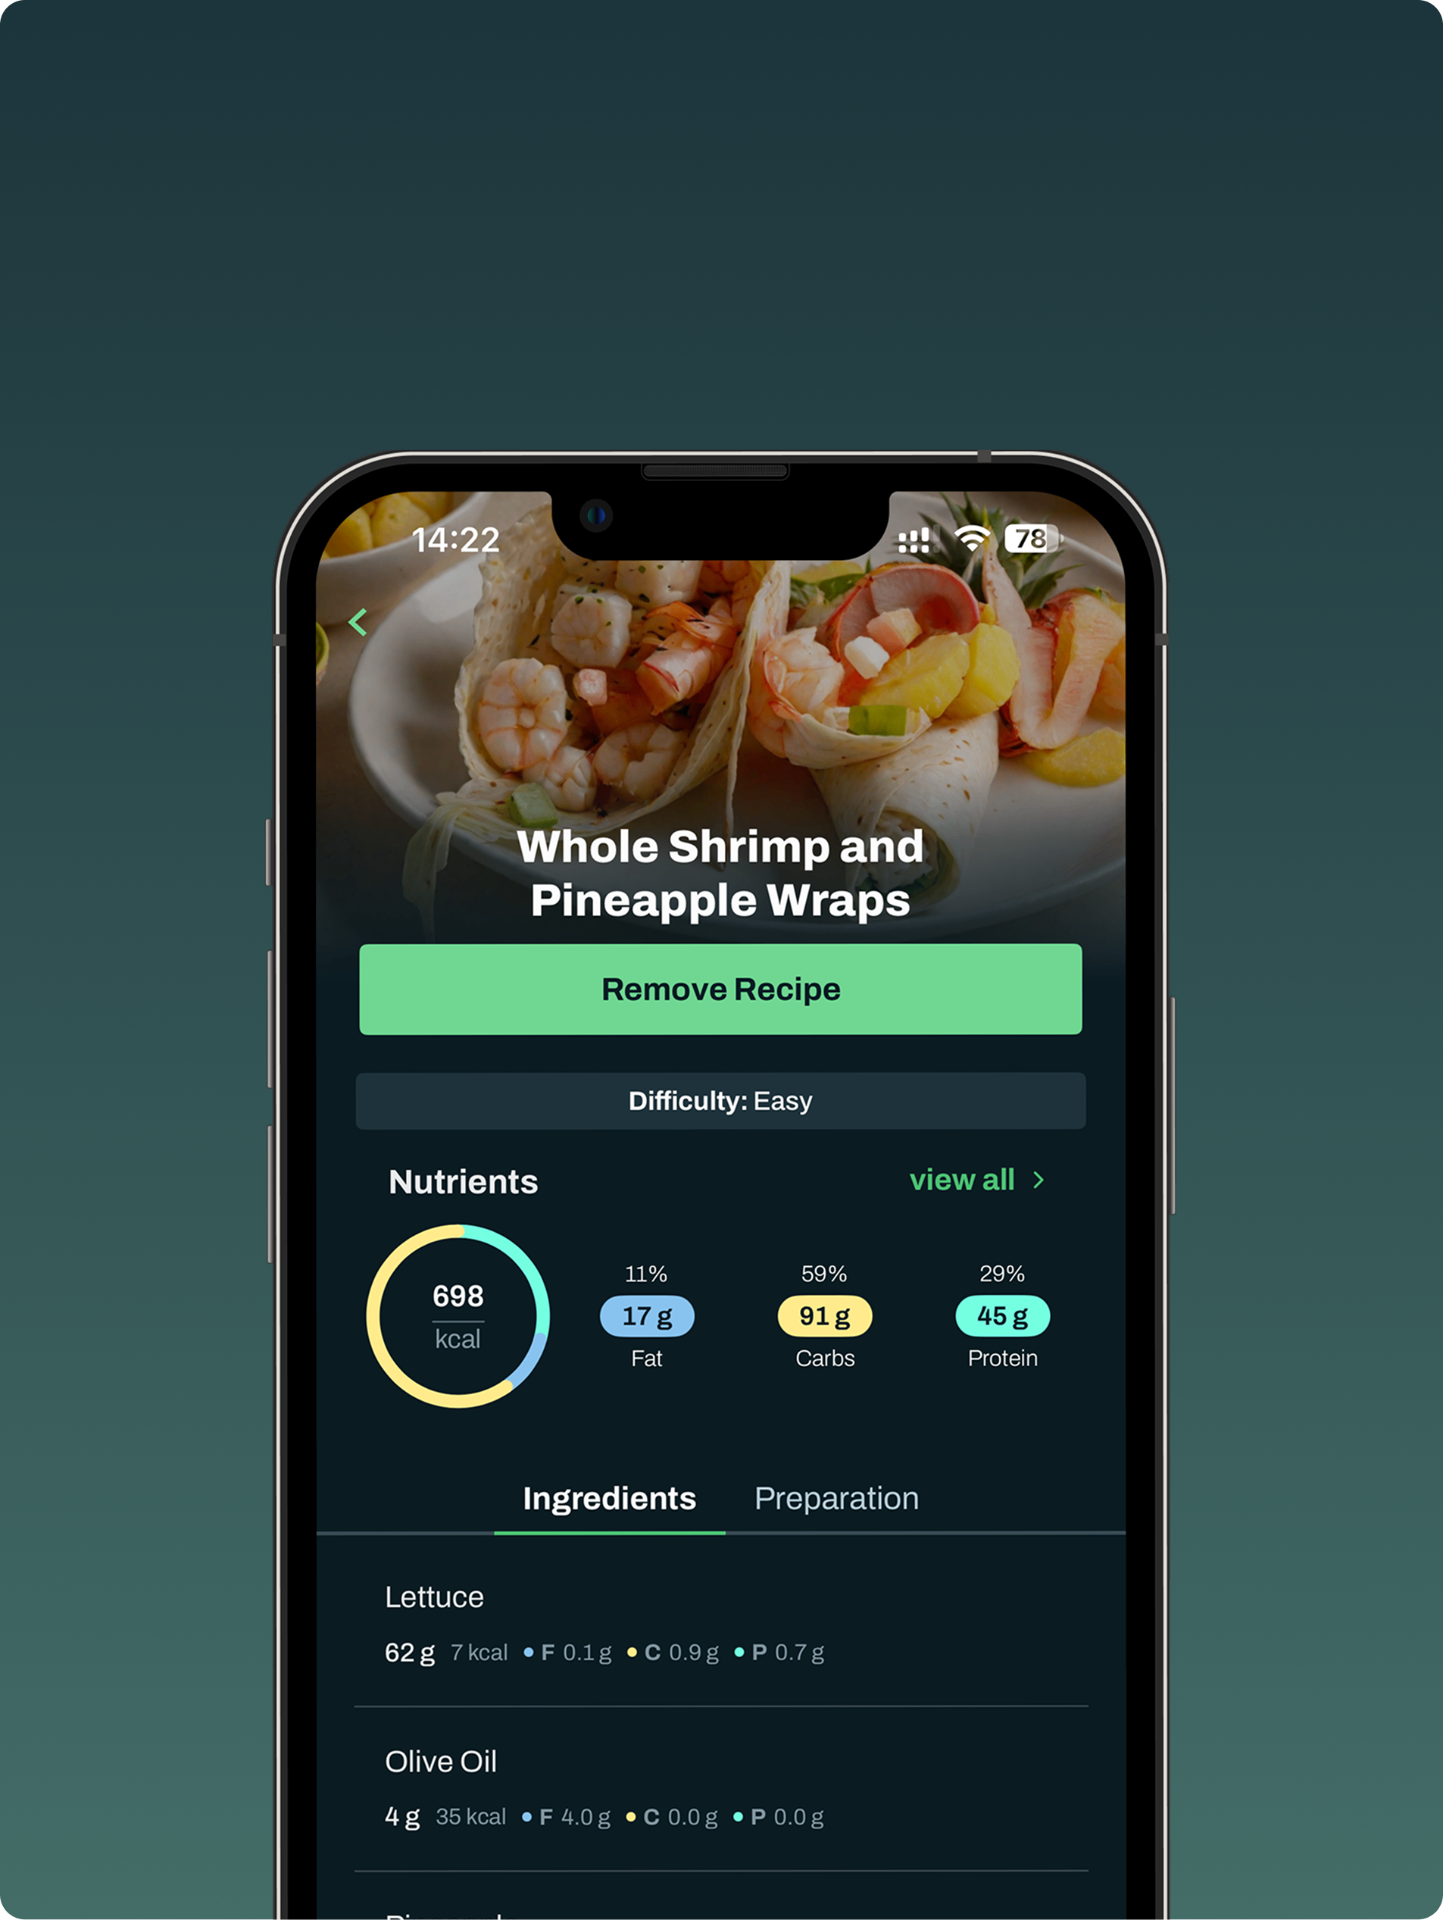 14:22
78
Whole Shrimp and
Pineapple Wraps
Remove Recipe
Difficulty: Easy
Nutrients
view all
698
kcal
11%
17 g
Fat
59%
91 g
Carbs
29%
45 g
Protein
Ingredients
Preparation
Lettuce
62 g 7 kcal • F 0.1 g • C 0.9 g • P 0.7 g
Olive Oil
4 g 35 kcal • F 4.0 g • C 0.0 g • P 0.0 g